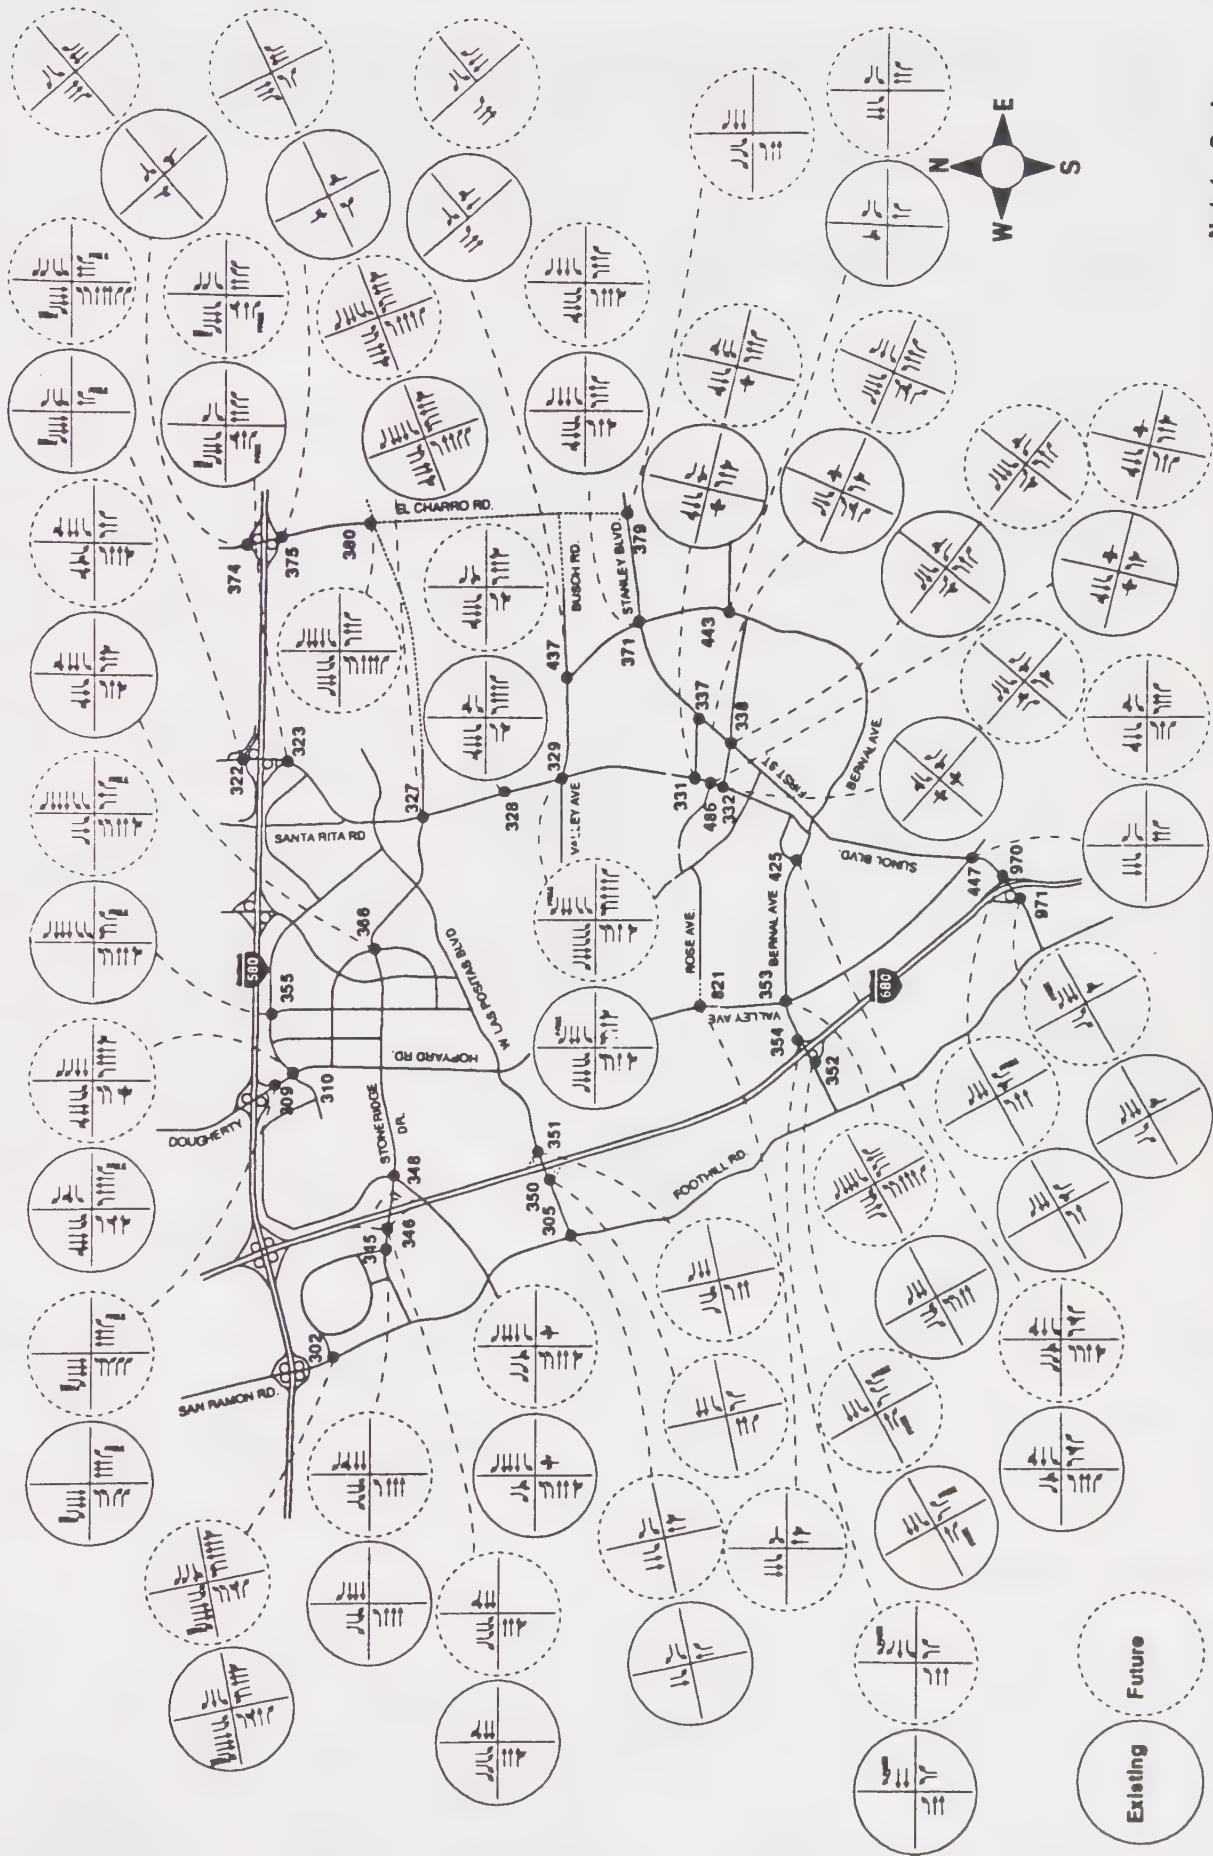 374
375
380
EL CHARRO RD.
322
323
SANTA RITA RD
327
328
329
VALLEY AVE
437
BUSCH RD.
STANLEY BLVD.
379
371
443
337
338
331
486
332
FIRST ST.
BERNAL AVE
SUNOL BLVD.
425
BERNAL AVE
ROSE AVE.
821
353
VALLEY AVE
354
352
680
447
970
971
580
366
355
W LAS POSITAS BLVD
HOPYARD RD.
309
310
DOUGHERTY
STONERIDGE
DR.
348
346
345
351
350
305
FOOTHILL RD.
302
SAN RAMON RD.
N
E
S
W
Existing
Future